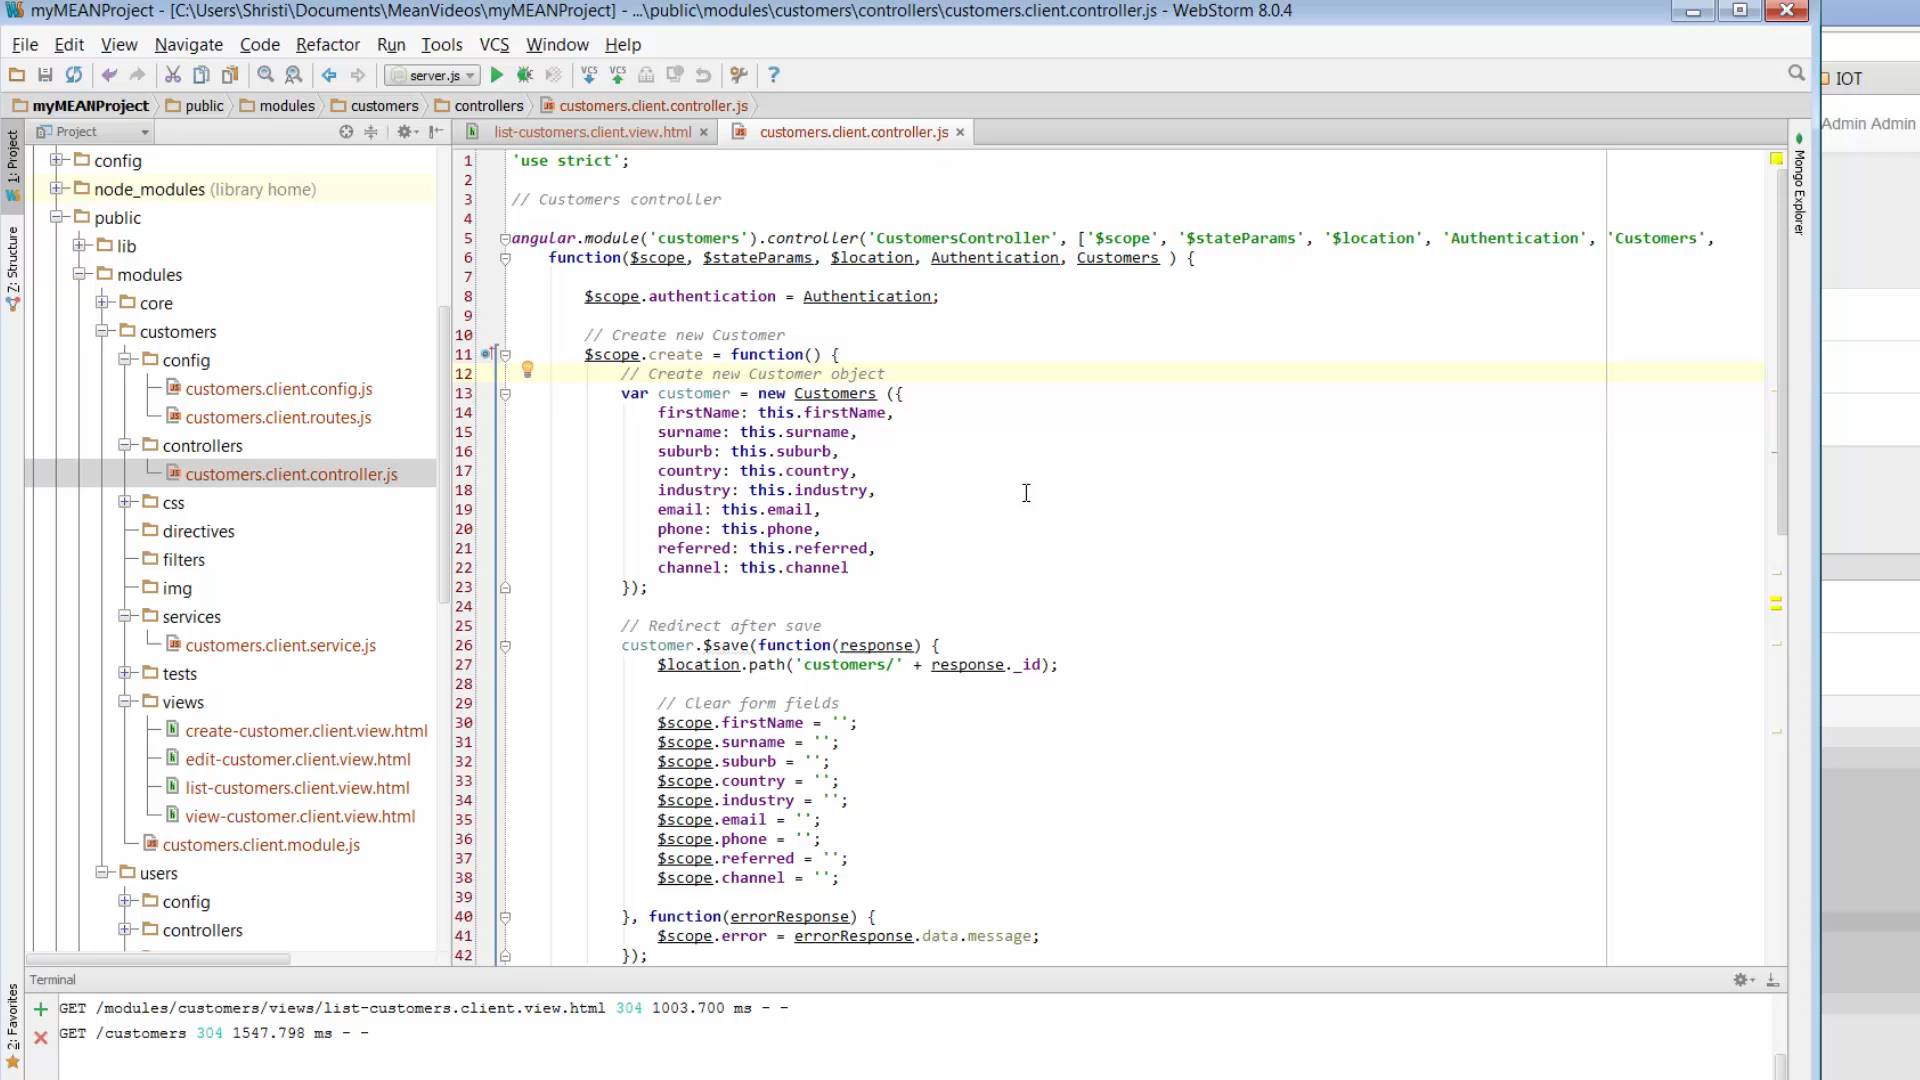 myMEANProject - [C:\Users\Shristi\Documents\MeanVideos\myMEANProject] - ...\public\modules\customers\controllers\customers.client.controller.js - WebStorm 8.0.4
File Edit View Navigate Code Refactor Run Tools VCS Window Help
server.js
VCS VCS
IOT
myMEANProject public modules customers controllers customers.client.controller.js
Admin Admin
Project
list-customers.client.view.html
customers.client.controller.js
1: Project
7: Structure
2: Favorites
Mongo Explorer
config
node_modules (library home)
public
lib
modules
core
customers
config
customers.client.config.js
customers.client.routes.js
controllers
customers.client.controller.js
css
directives
filters
img
services
customers.client.service.js
tests
views
create-customer.client.view.html
edit-customer.client.view.html
list-customers.client.view.html
view-customer.client.view.html
customers.client.module.js
users
config
controllers
1 'use strict';
2
3 // Customers controller
4
5 angular.module('customers').controller('CustomersController', ['$scope', '$stateParams', '$location', 'Authentication', 'Customers',
6 function($scope, $stateParams, $location, Authentication, Customers ) {
7
8 $scope.authentication = Authentication;
9
10 // Create new Customer
11 $scope.create = function() {
12 // Create new Customer object
13 var customer = new Customers ({
14 firstName: this.firstName,
15 surname: this.surname,
16 suburb: this.suburb,
17 country: this.country,
18 industry: this.industry,
19 email: this.email,
20 phone: this.phone,
21 referred: this.referred,
22 channel: this.channel
23 });
24
25 // Redirect after save
26 customer.$save(function(response) {
27 $location.path('customers/' + response._id);
28
29 // Clear form fields
30 $scope.firstName = '';
31 $scope.surname = '';
32 $scope.suburb = '';
33 $scope.country = '';
34 $scope.industry = '';
35 $scope.email = '';
36 $scope.phone = '';
37 $scope.referred = '';
38 $scope.channel = '';
39
40 }, function(errorResponse) {
41 $scope.error = errorResponse.data.message;
42 });
Terminal
GET /modules/customers/views/list-customers.client.view.html 304 1003.700 ms - -
GET /customers 304 1547.798 ms - -